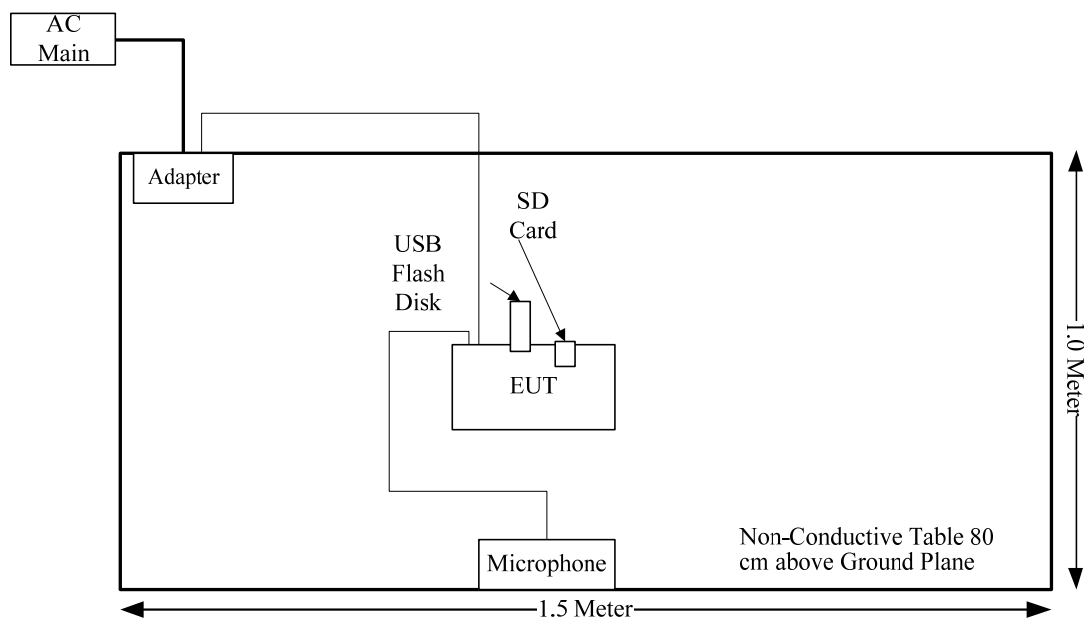 AC
Main
Adapter
SD
Card
USB
Flash
Disk
EUT
1.0 Meter
Non-Conductive Table 80
cm above Ground Plane
Microphone
1.5 Meter